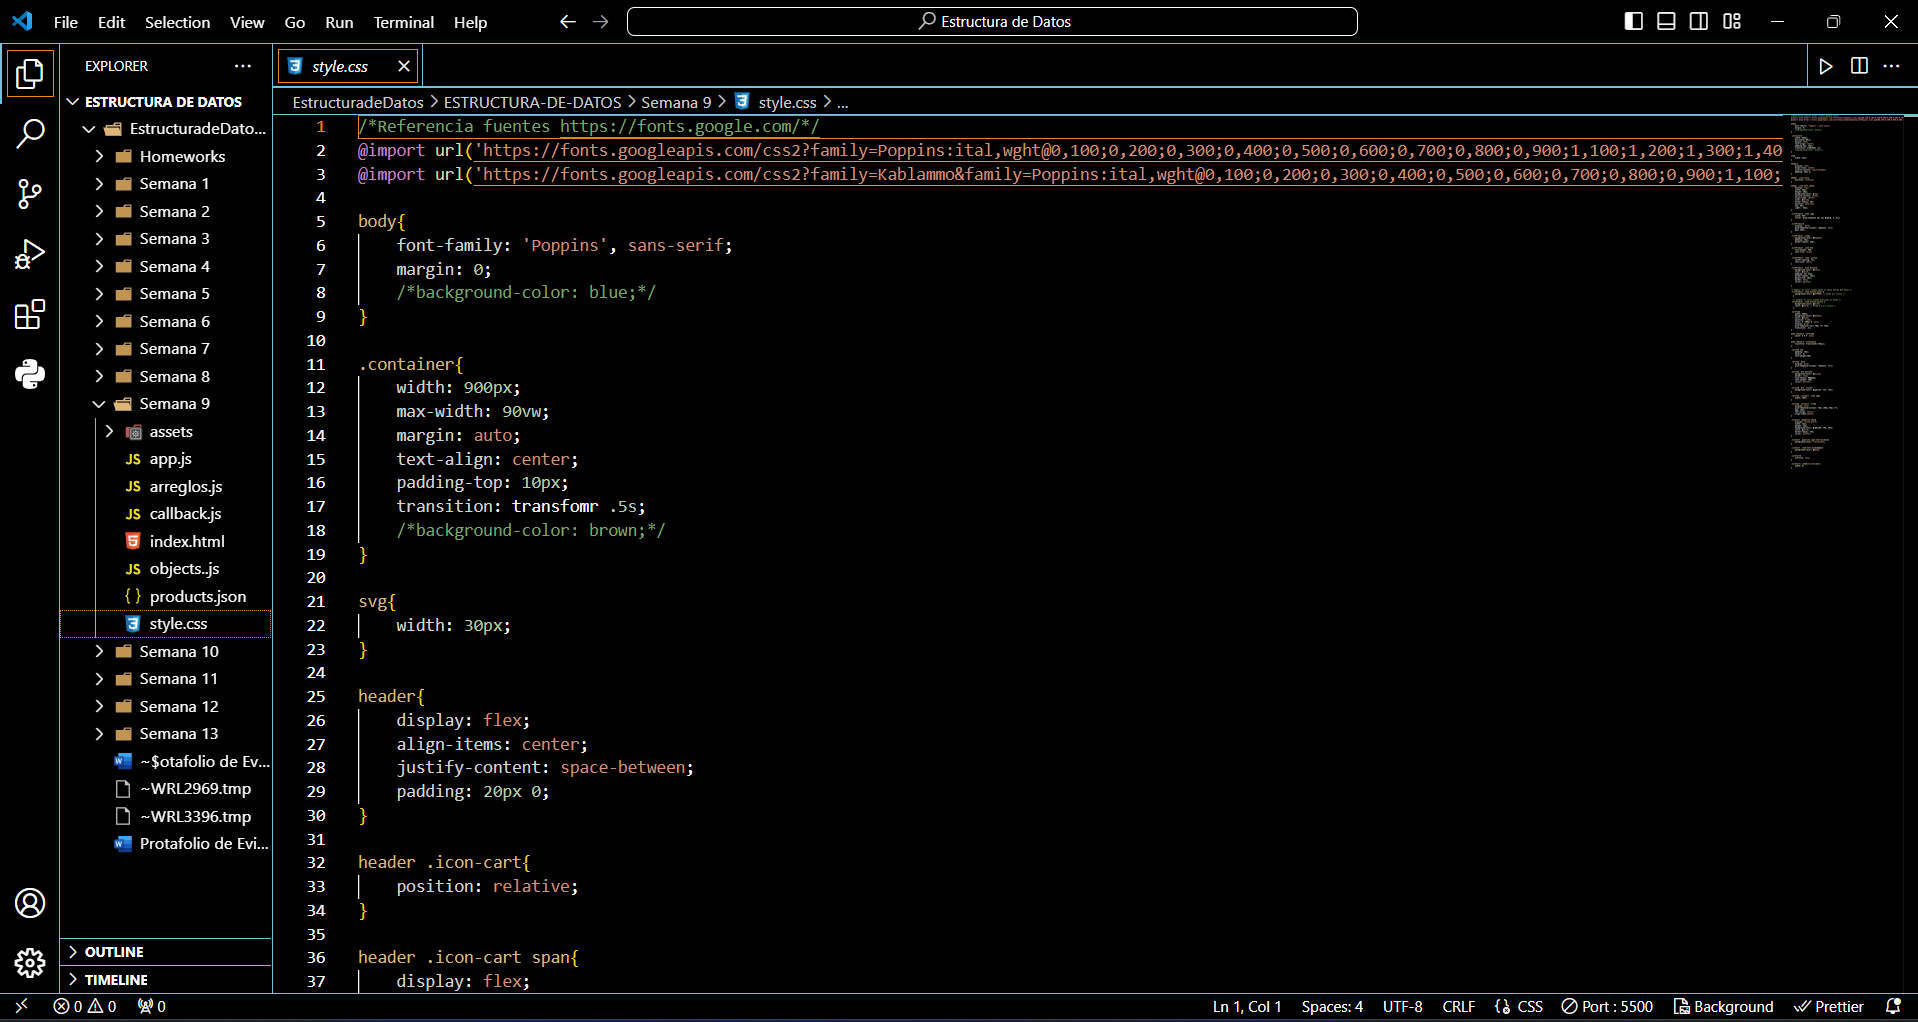 File Edit Selection View Go Run Terminal Help
Estructura de Datos
EXPLORER
style.css
ESTRUCTURA DE DATOS
EstructuradeDatos > ESTRUCTURA-DE-DATOS > Semana 9 > style.css > ...
EstructuradeDato...
Homeworks
Semana 1
Semana 2
Semana 3
Semana 4
Semana 5
Semana 6
Semana 7
Semana 8
Semana 9
assets
JS app.js
JS arreglos.js
JS callback.js
index.html
JS objects..js
{ } products.json
style.css
Semana 10
Semana 11
Semana 12
Semana 13
~$otafolio de Ev...
~WRL2969.tmp
~WRL3396.tmp
Protafolio de Evi...
OUTLINE
TIMELINE
1 /*Referencia fuentes https://fonts.google.com/*/
2 @import url('https://fonts.googleapis.com/css2?family=Poppins:ital,wght@0,100;0,200;0,300;0,400;0,500;0,600;0,700;0,800;0,900;1,100;1,200;1,300;1,40
3 @import url('https://fonts.googleapis.com/css2?family=Kablammo&family=Poppins:ital,wght@0,100;0,200;0,300;0,400;0,500;0,600;0,700;0,800;0,900;1,100;
4
5 body{
6 font-family: 'Poppins', sans-serif;
7 margin: 0;
8 /*background-color: blue;*/
9 }
10
11 .container{
12 width: 900px;
13 max-width: 90vw;
14 margin: auto;
15 text-align: center;
16 padding-top: 10px;
17 transition: transfomr .5s;
18 /*background-color: brown;*/
19 }
20
21 svg{
22 width: 30px;
23 }
24
25 header{
26 display: flex;
27 align-items: center;
28 justify-content: space-between;
29 padding: 20px 0;
30 }
31
32 header .icon-cart{
33 position: relative;
34 }
35
36 header .icon-cart span{
37 display: flex;
0 0 0 Ln 1, Col 1 Spaces: 4 UTF-8 CRLF CSS Port : 5500 Background Prettier